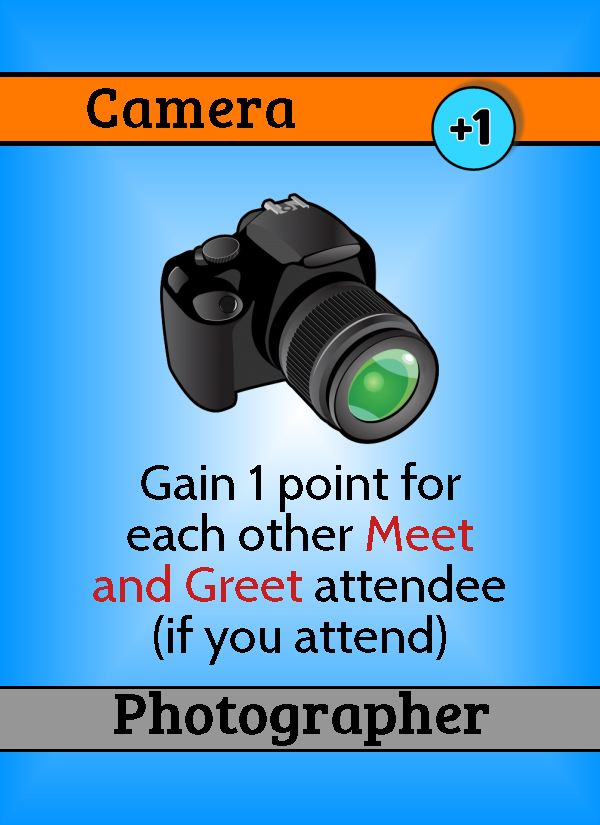 Camera
+1
Gain 1 point for
each other Meet
and Greet attendee
(if you attend)
Photographer